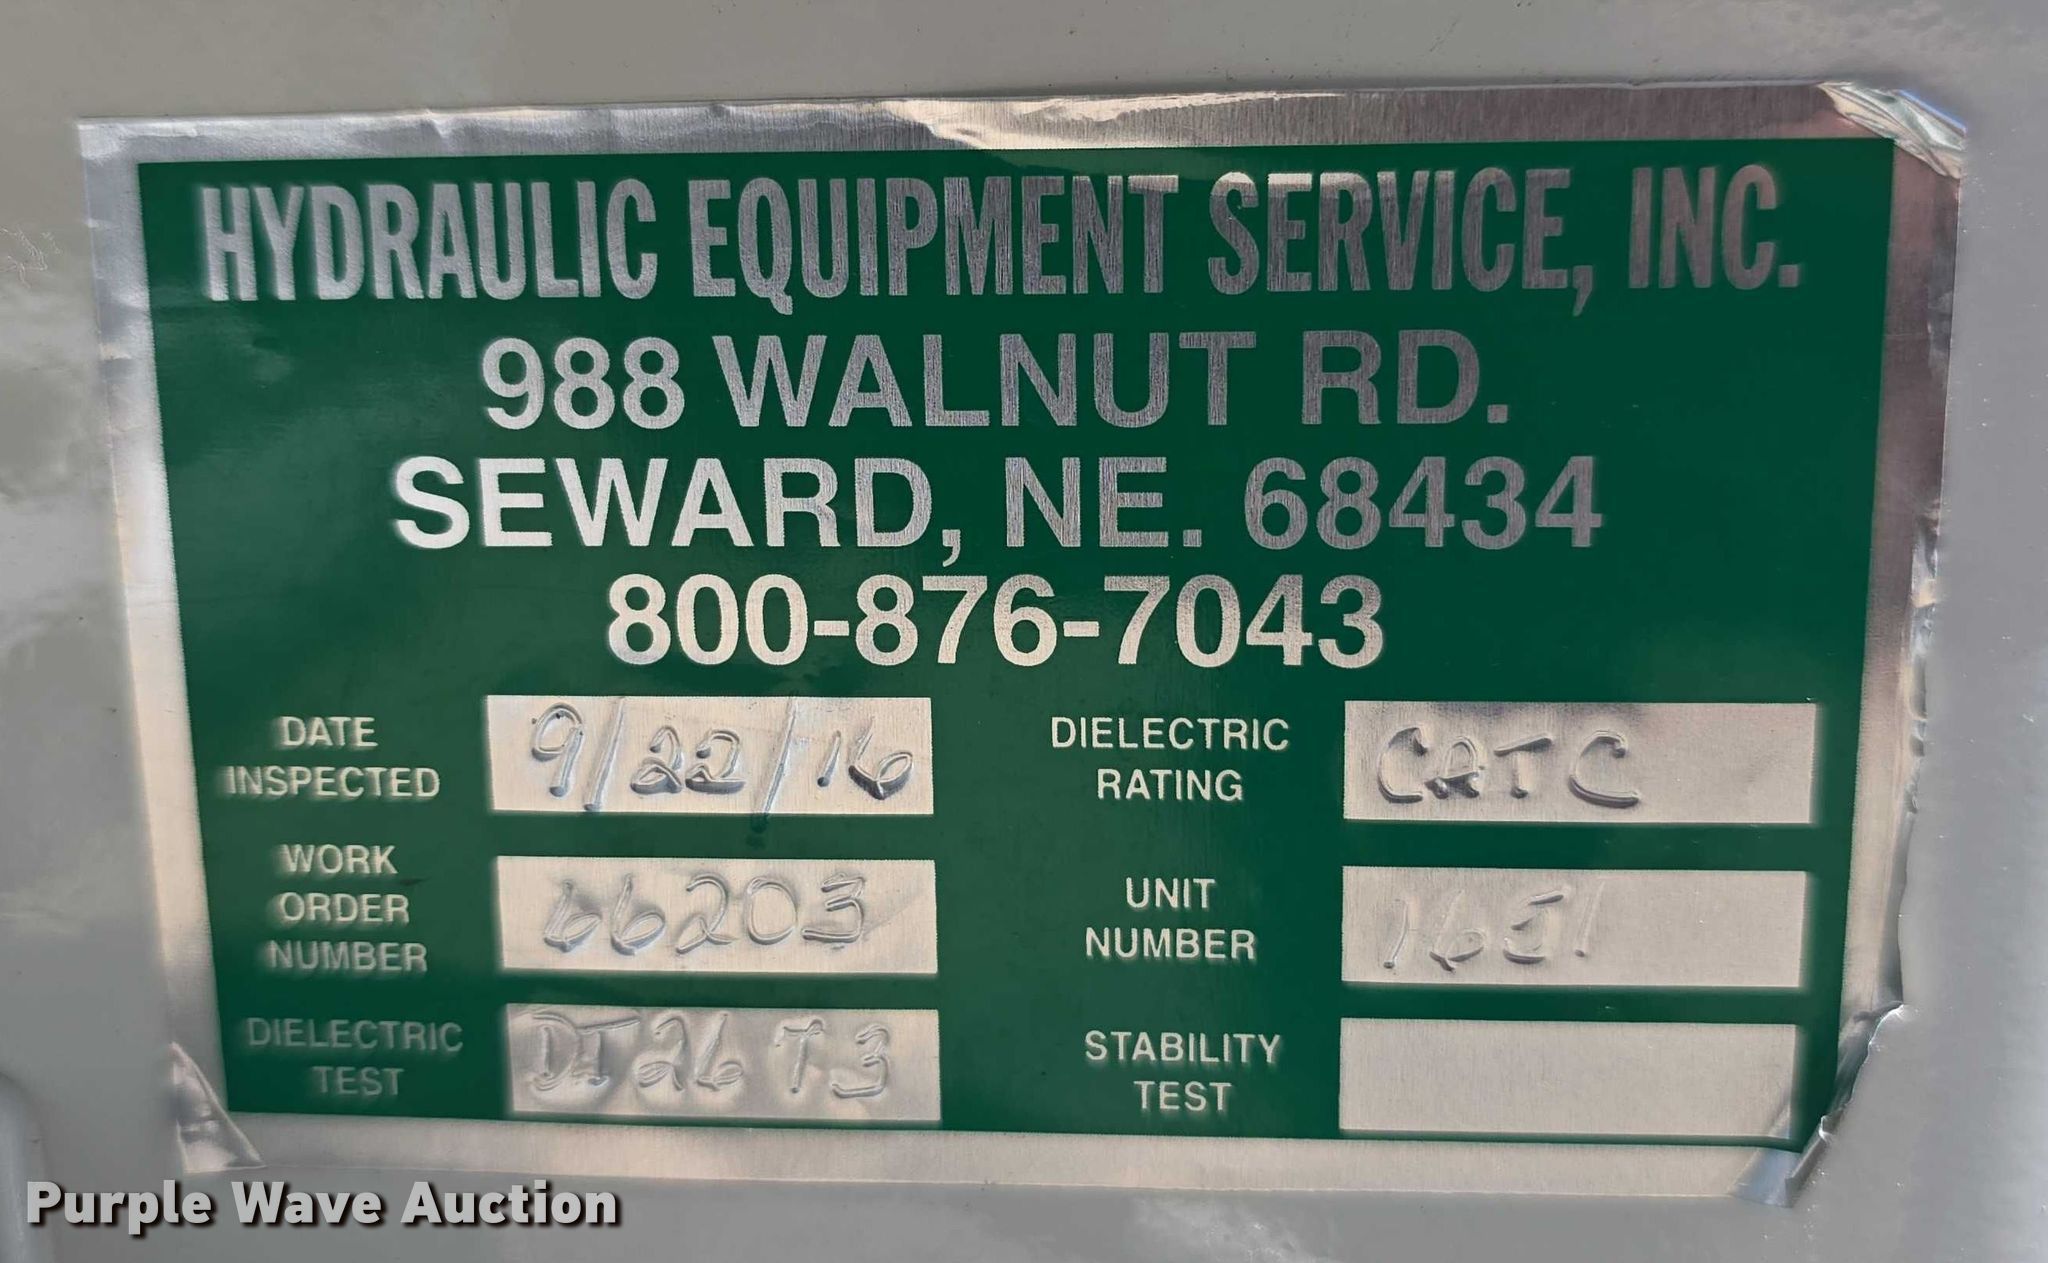 HYDRAULIC EQUIPMENT SERVICE, INC.
988 WALNUT RD.
SEWARD, NE. 68434
800-876-7043
DATE INSPECTED 9/22/16
DIELECTRIC RATING CAT C
WORK ORDER NUMBER 66203
UNIT NUMBER 1651
DIELECTRIC TEST DT26T3
STABILITY TEST
Purple Wave Auction